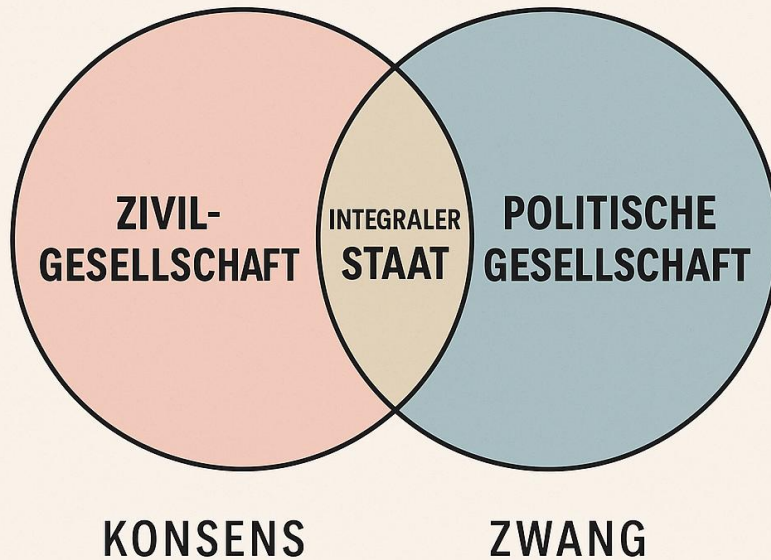 ZIVIL-
GESELLSCHAFT
INTEGRALER
STAAT
POLITISCHE
GESELLSCHAFT
KONSENS
ZWANG